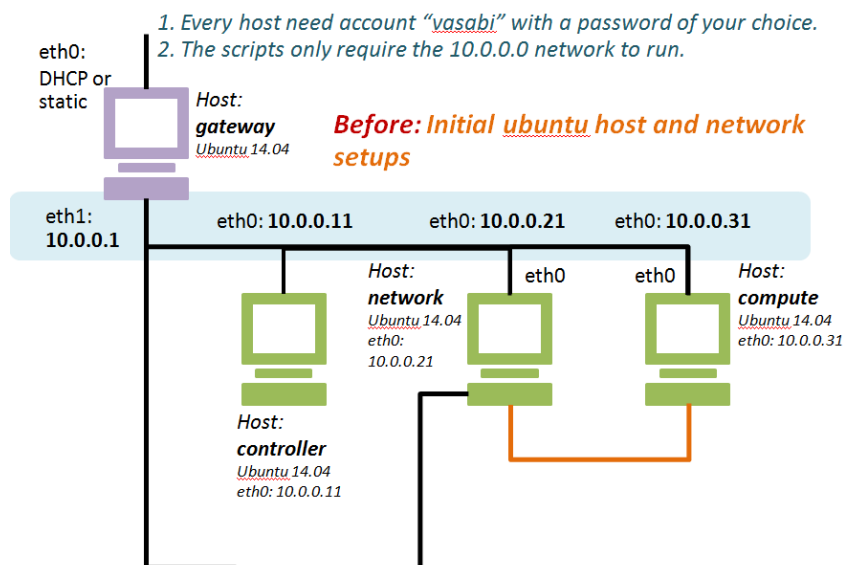 1. Every host need account “vasabi” with a password of your choice.
2. The scripts only require the 10.0.0.0 network to run.
eth0:
DHCP or
static
Host:
gateway
Ubuntu 14.04
Before: Initial ubuntu host and network
setups
eth1:
10.0.0.1
eth0: 10.0.0.11
eth0: 10.0.0.21
eth0: 10.0.0.31
Host:
network
Ubuntu 14.04
eth0:
10.0.0.21
eth0
eth0
Host:
compute
Ubuntu 14.04
eth0: 10.0.0.31
Host:
controller
Ubuntu 14.04
eth0: 10.0.0.11